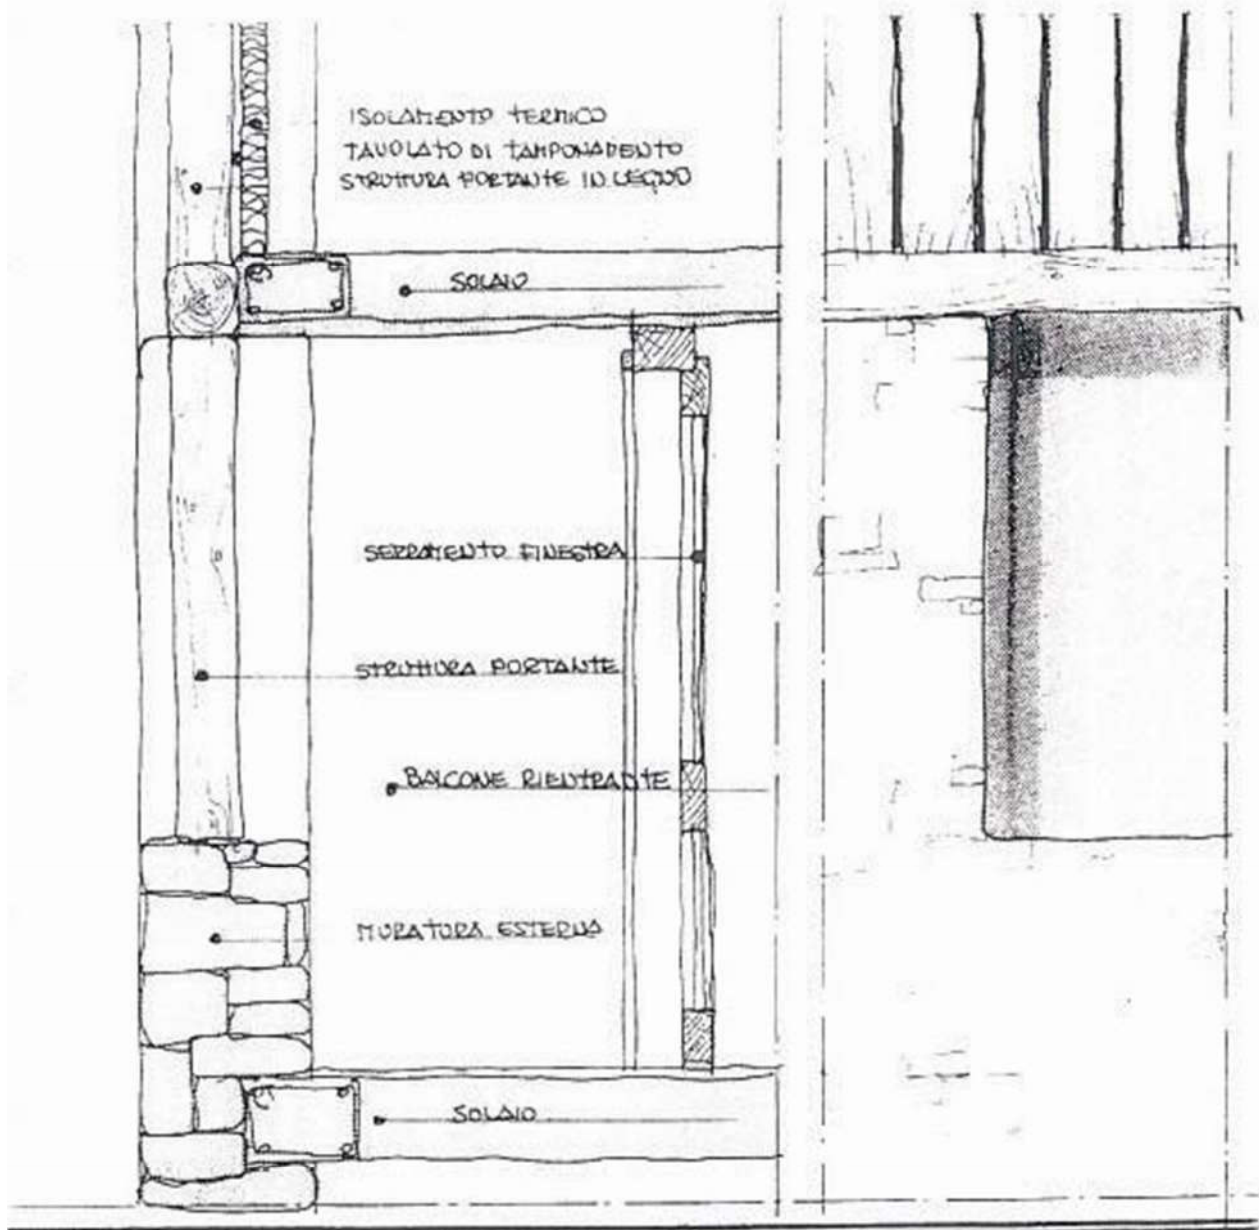 ISOLAMENTO TERMICO
TAVOLATO DI TAMPONAMENTO
STRUTTURA PORTANTE IN LEGNO
SOLAIO
SERRAMENTO FINESTRA
STRUTTURA PORTANTE
BALCONE RIENTRANTE
MURATURA ESTERNA
SOLAIO